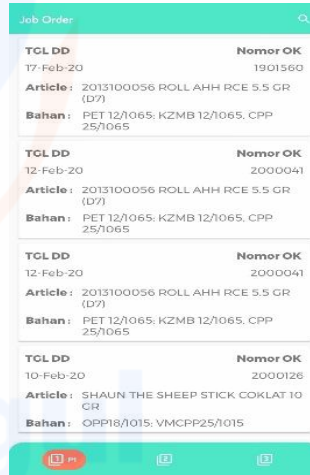 Job Order
TGL DD Nomor OK
17-Feb-20 1901560
Article : 2013100056 ROLL AHH RCE 5.5 GR
(D7)
Bahan : PET 12/1065; KZMB 12/1065, CPP
25/1065
TGL DD Nomor OK
12-Feb-20 2000041
Article : 2013100056 ROLL AHH RCE 5.5 GR
(D7)
Bahan : PET 12/1065; KZMB 12/1065, CPP
25/1065
TGL DD Nomor OK
12-Feb-20 2000041
Article : 2013100056 ROLL AHH RCE 5.5 GR
(D7)
Bahan : PET 12/1065; KZMB 12/1065, CPP
25/1065
TGL DD Nomor OK
10-Feb-20 2000126
Article : SHAUN THE SHEEP STICK COKLAT 10
GR
Bahan : OPP18/1015; VMCPP25/1015
1 P1 2 3